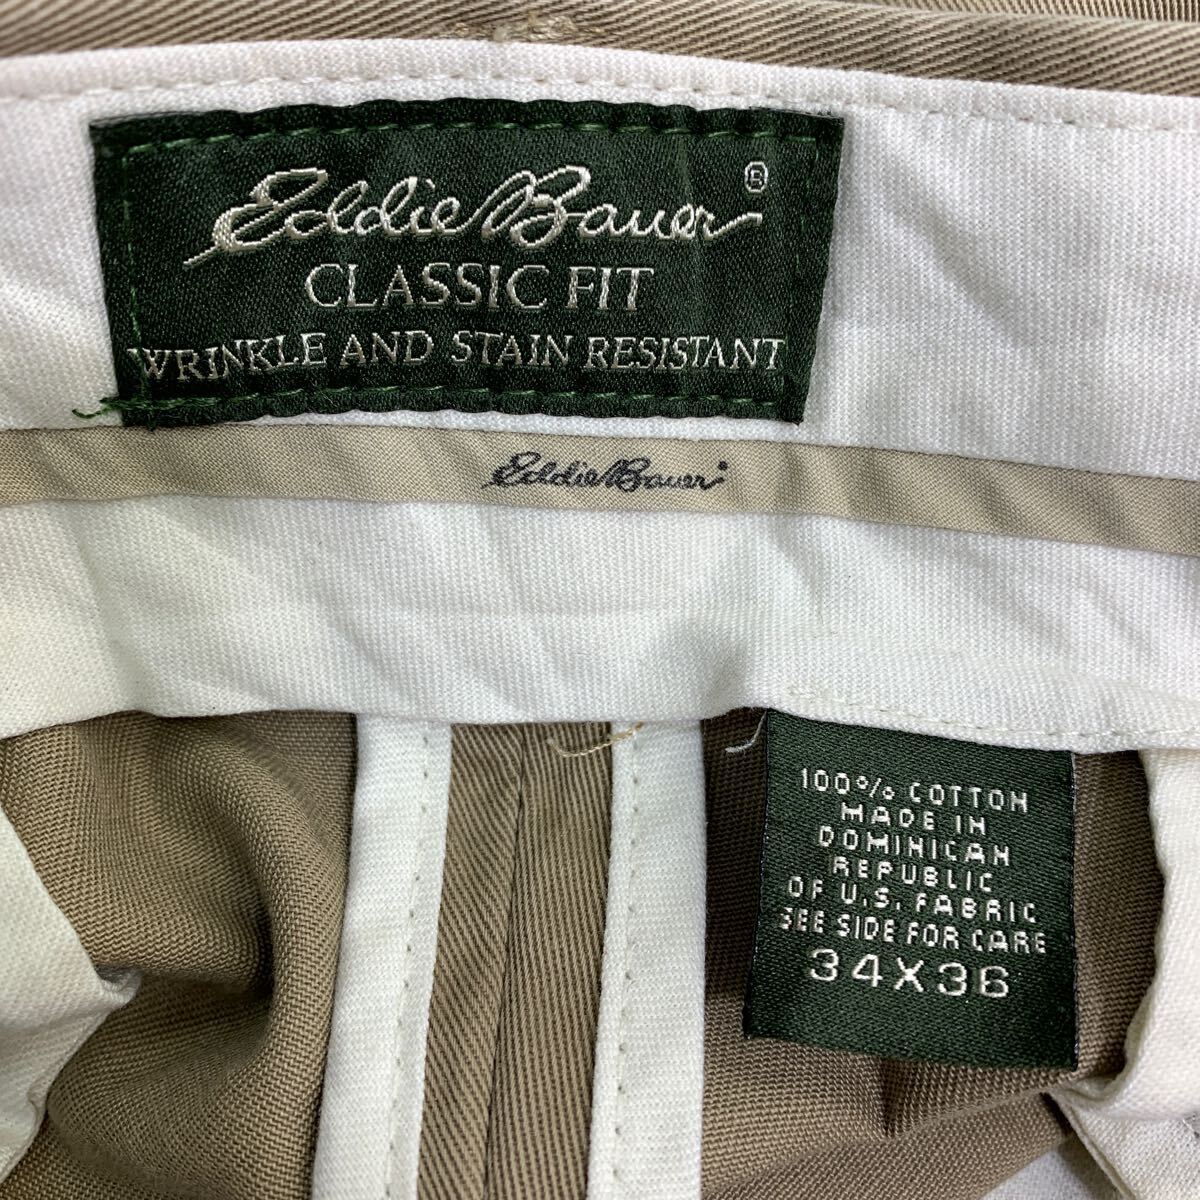 Eddie Bauer®
CLASSIC FIT
WRINKLE AND STAIN RESISTANT
Eddie Bauer
100% COTTON
MADE IN
DOMINICAN
REPUBLIC
OF U.S. FABRIC
SEE SIDE FOR CARE
34X36